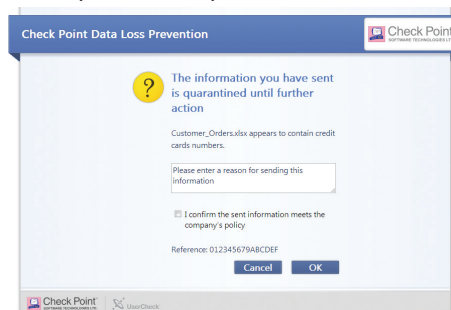 Check Point Data Loss Prevention
Check Point
SOFTWARE TECHNOLOGIES LT
?
The information you have sent
is quarantined until further
action
Customer_Orders.xlsx appears to contain credit
cards numbers.
Please enter a reason for sending this
information
I confirm the sent information meets the
company's policy
Reference: 012345679ABCDEF
Cancel OK
Check Point
SOFTWARE TECHNOLOGIES LTD.
UserCheck